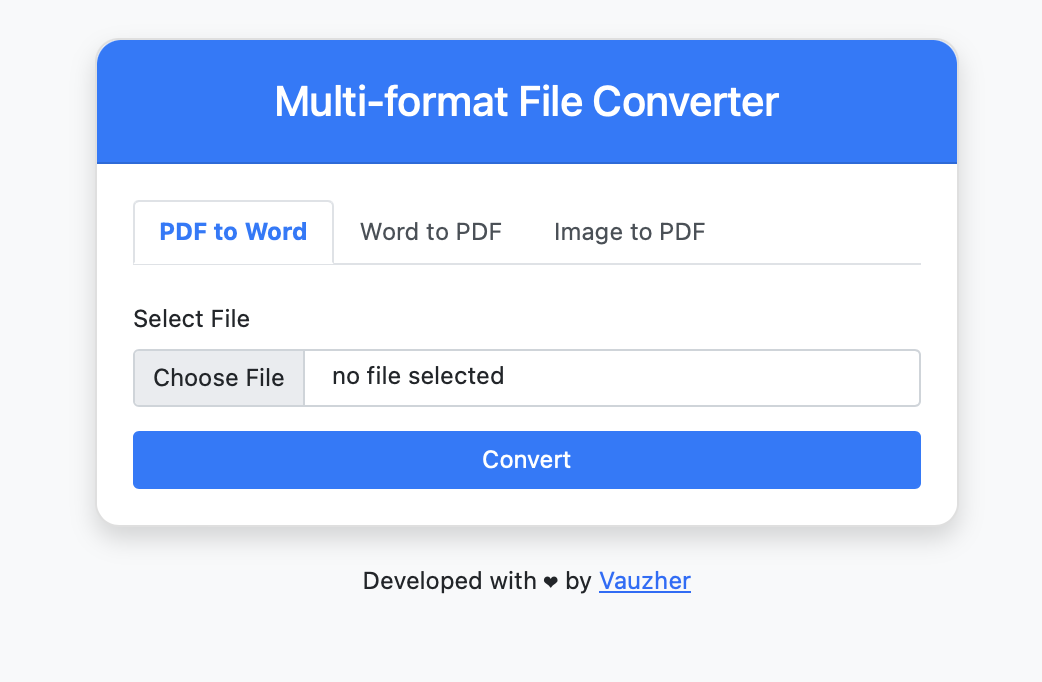 Multi-format File Converter
PDF to Word Word to PDF Image to PDF
Select File
Choose File no file selected
Convert
Developed with ❤ by Vauzher